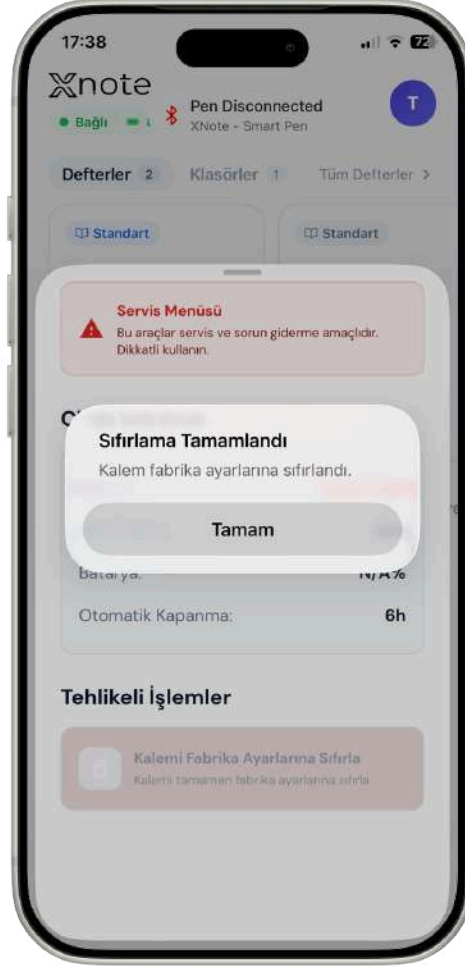 17:38
72
Xnote
Bağlı
Pen Disconnected
XNote - Smart Pen
T
Defterler 2
Klasörler 1
Tüm Defterler >
Standart
Standart
Servis Menüsü
Bu araçlar servis ve sorun giderme amaçlıdır.
Dikkatli kullanın.
Sıfırlama Tamamlandı
Kalem fabrika ayarlarına sıfırlandı.
Tamam
Batarya: N/A%
Otomatik Kapanma: 6h
Tehlikeli İşlemler
Kalemi Fabrika Ayarlarına Sıfırla
Kalemi tamamen fabrika ayarlarına sıfırla